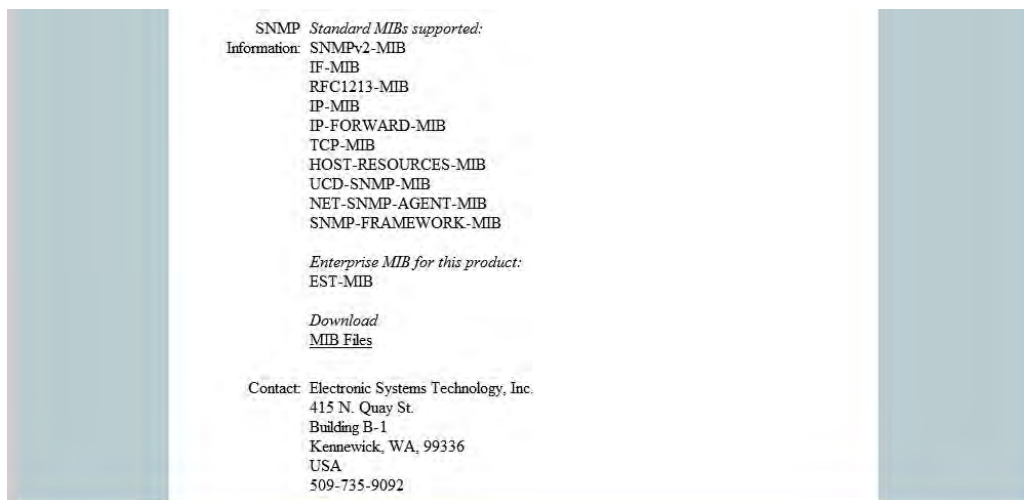 SNMP Standard MIBs supported:
Information: SNMPv2-MIB
IF-MIB
RFC1213-MIB
IP-MIB
IP-FORWARD-MIB
TCP-MIB
HOST-RESOURCES-MIB
UCD-SNMP-MIB
NET-SNMP-AGENT-MIB
SNMP-FRAMEWORK-MIB
Enterprise MIB for this product:
EST-MIB
Download
MIB Files
Contact: Electronic Systems Technology, Inc.
415 N. Quay St.
Building B-1
Kennewick, WA, 99336
USA
509-735-9092